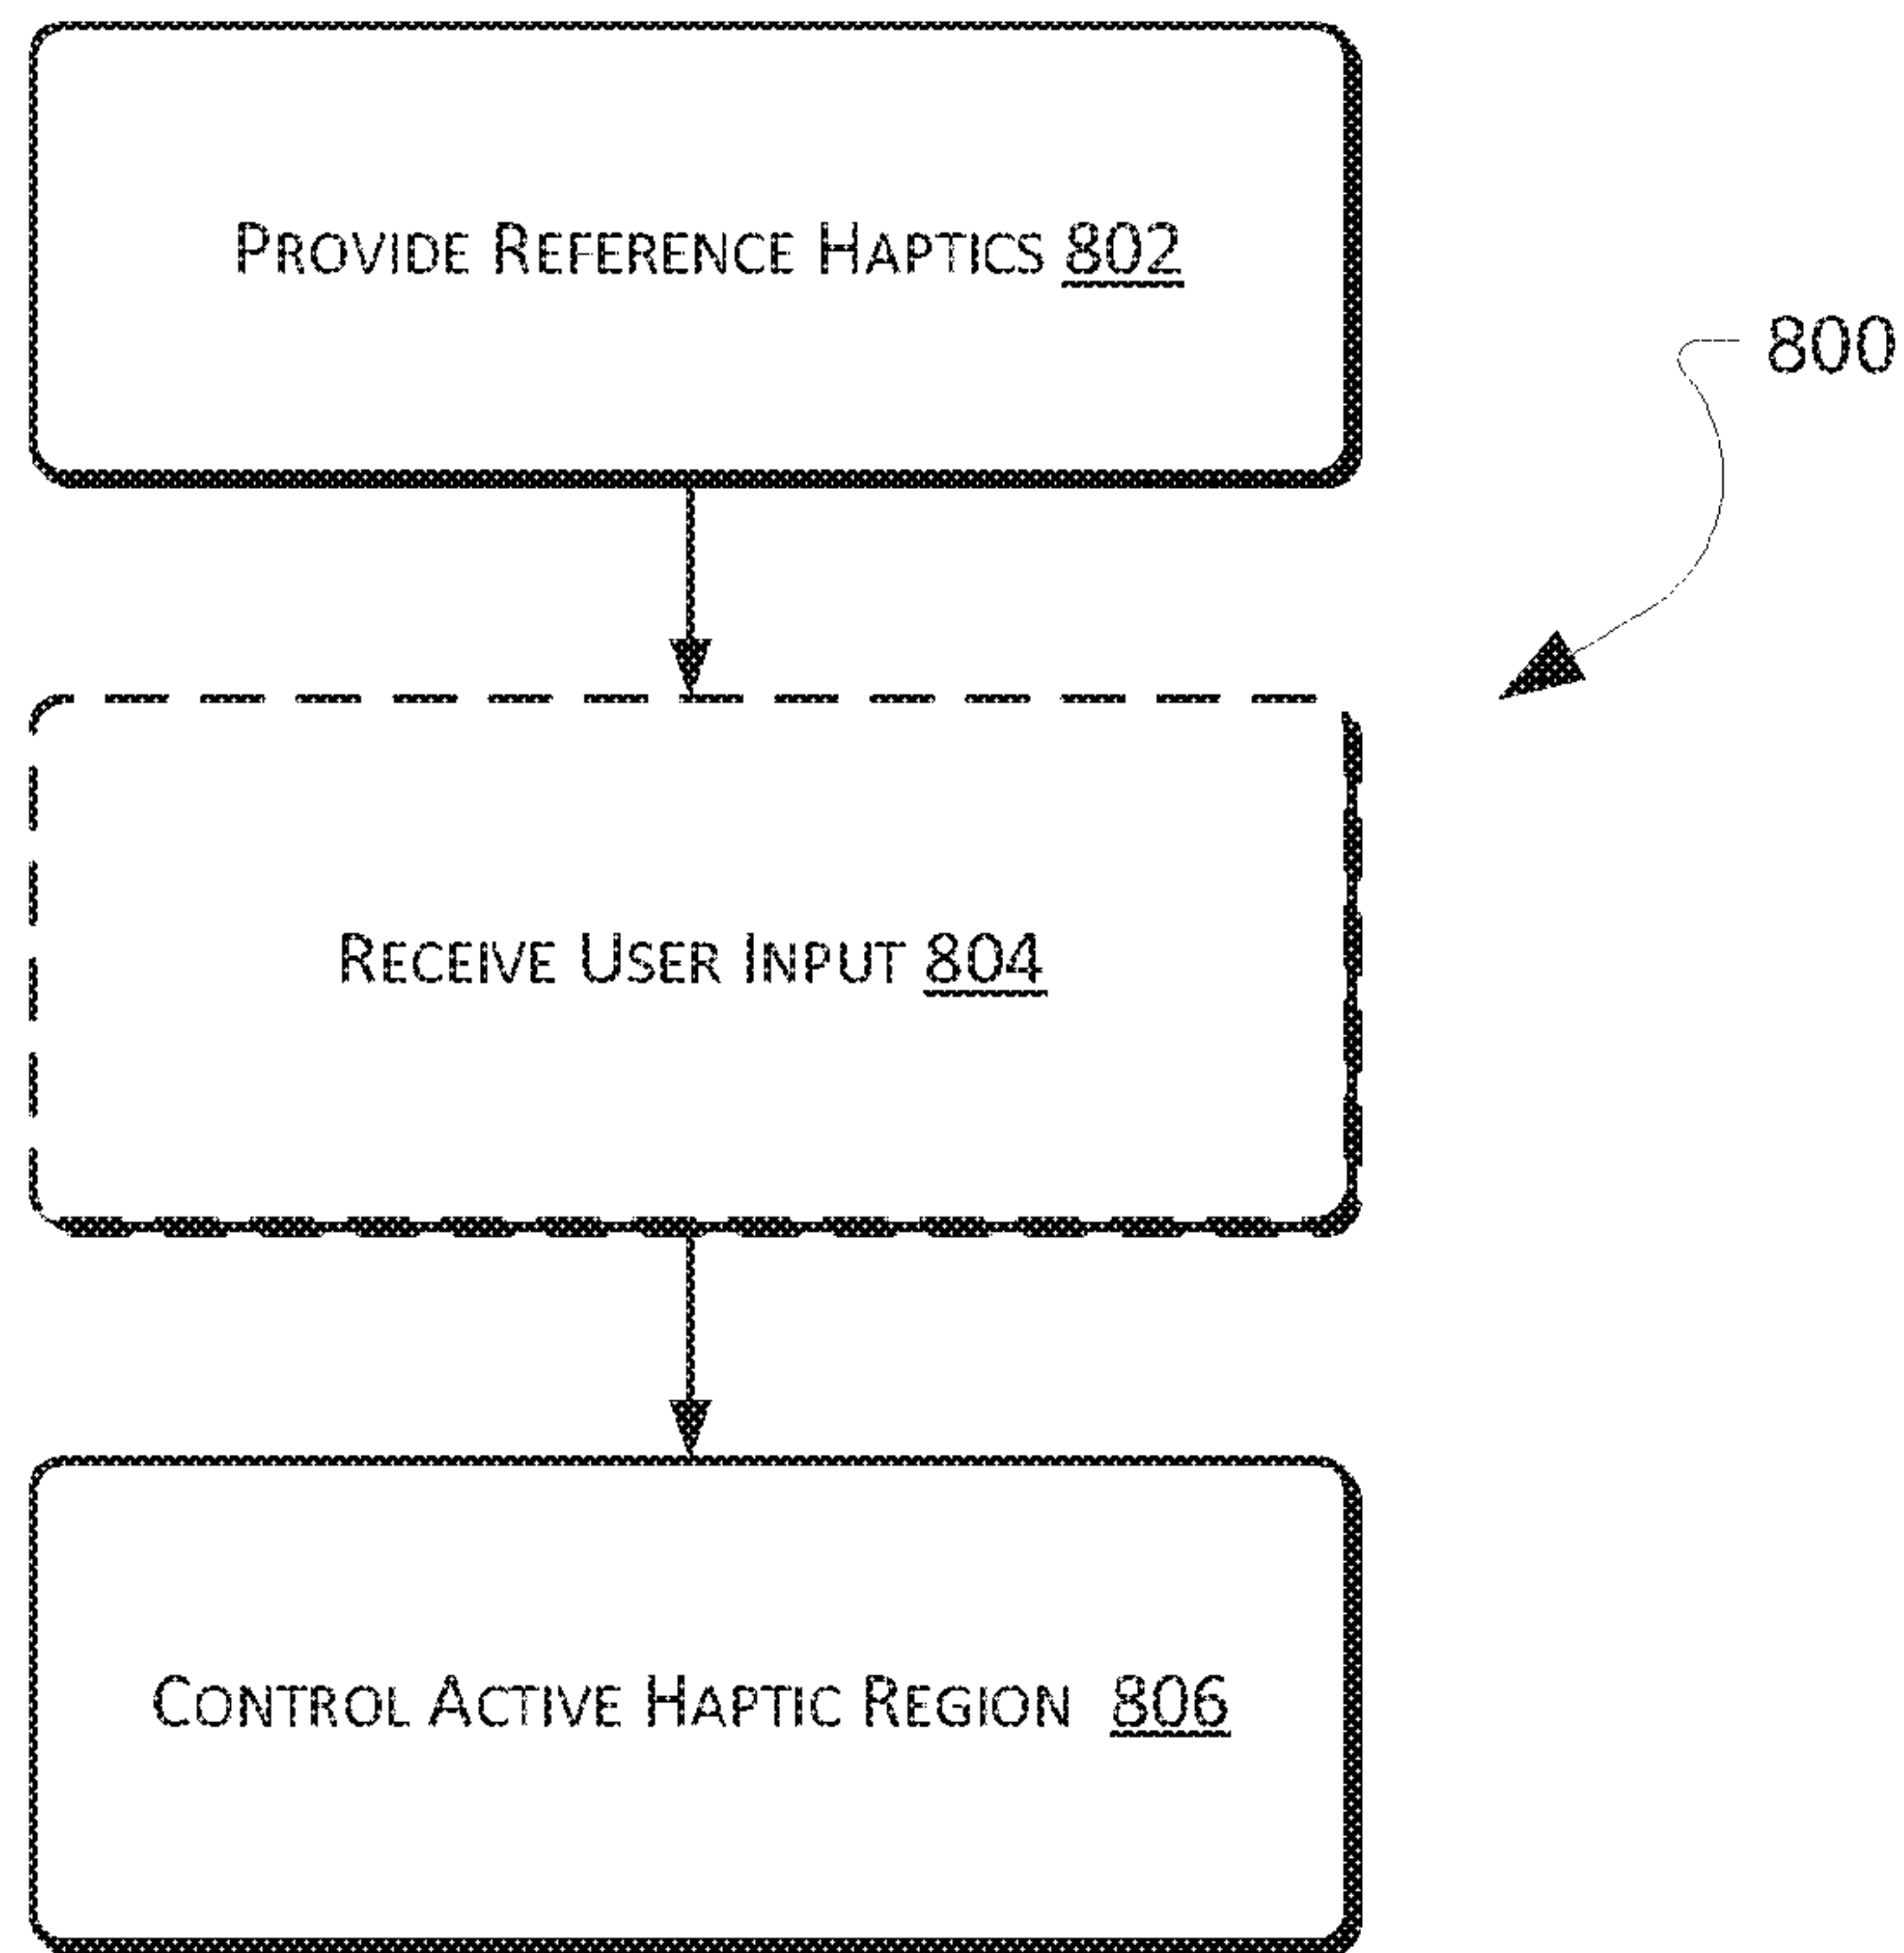 PROVIDE REFERENCE HAPTICS 802
800
RECEIVE USER INPUT 804
CONTROL ACTIVE HAPTIC REGION 806